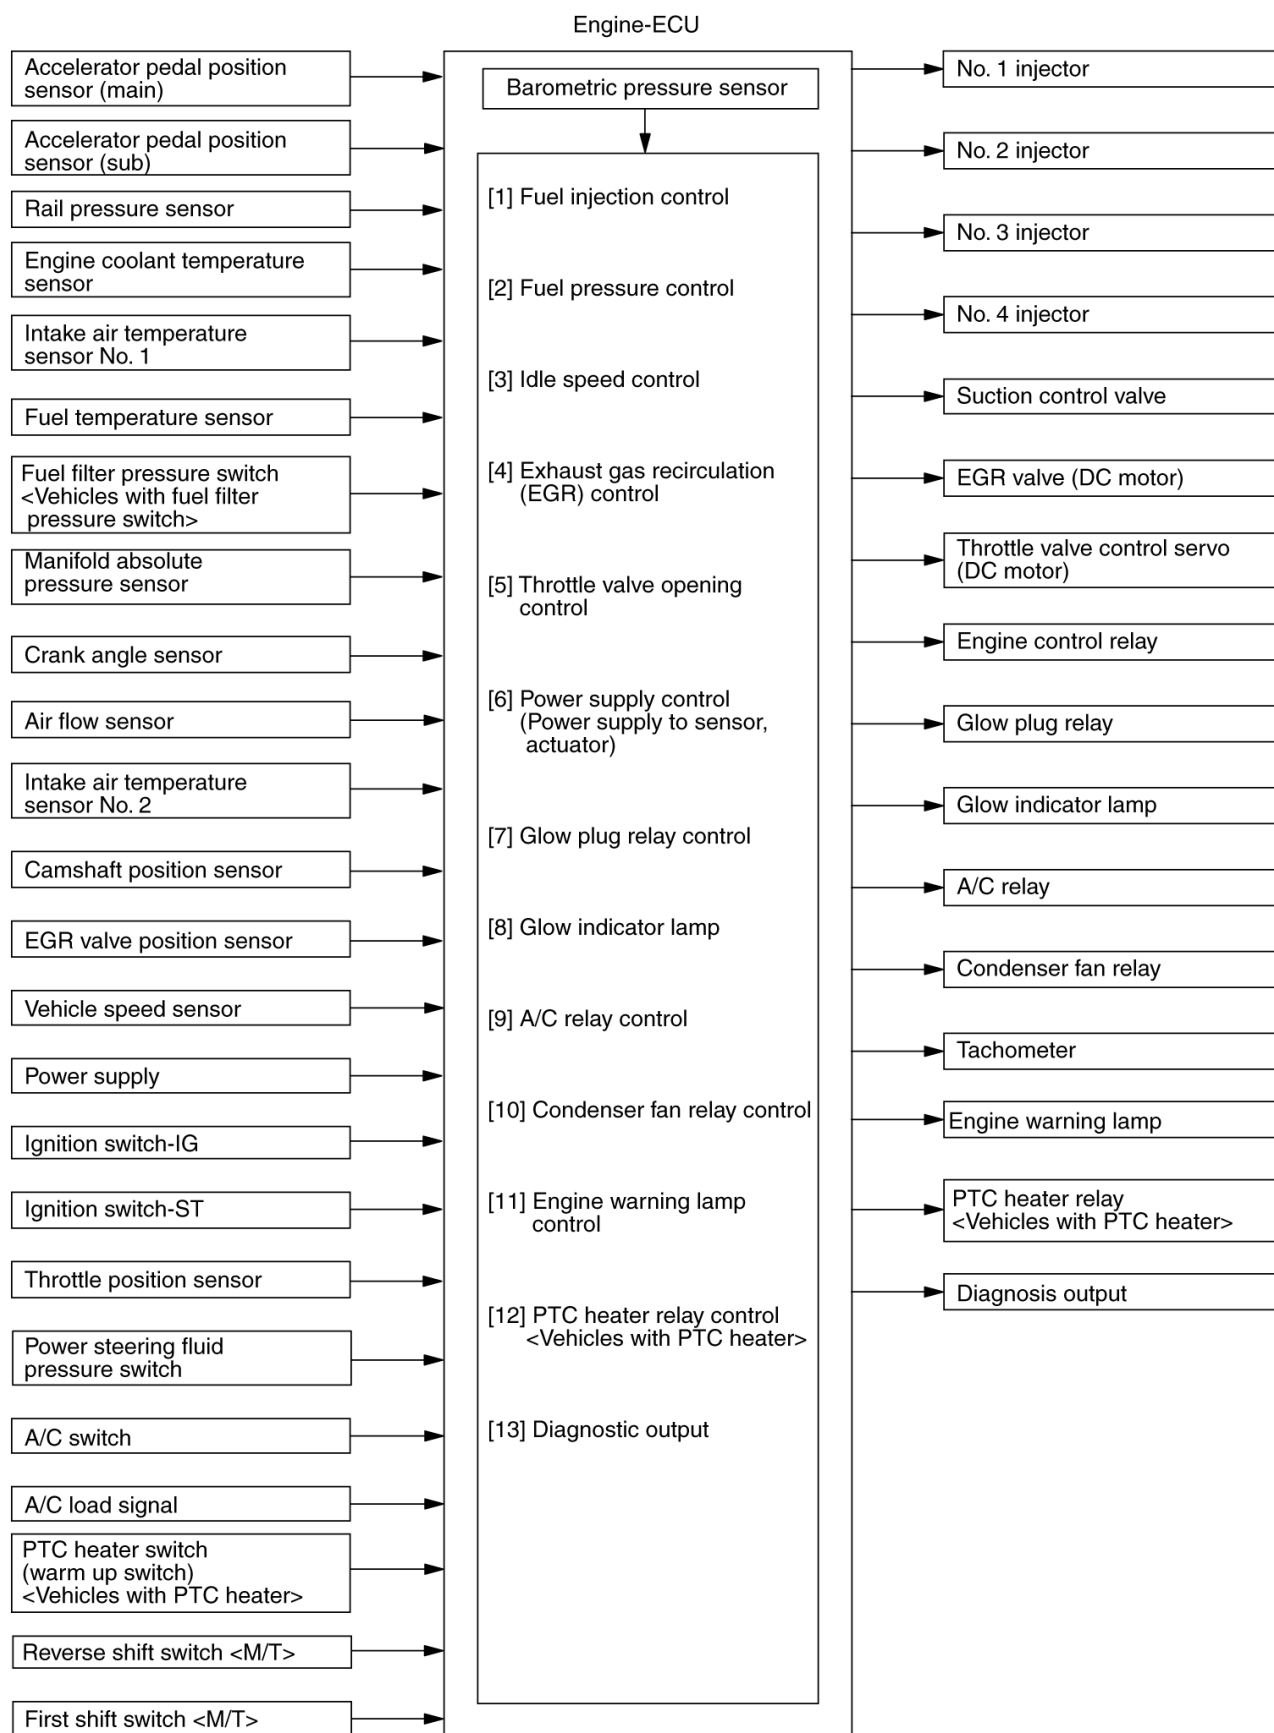 Engine-ECU
Accelerator pedal position
sensor (main)
Accelerator pedal position
sensor (sub)
Rail pressure sensor
Engine coolant temperature
sensor
Intake air temperature
sensor No. 1
Fuel temperature sensor
Fuel filter pressure switch
<Vehicles with fuel filter
pressure switch>
Manifold absolute
pressure sensor
Crank angle sensor
Air flow sensor
Intake air temperature
sensor No. 2
Camshaft position sensor
EGR valve position sensor
Vehicle speed sensor
Power supply
Ignition switch-IG
Ignition switch-ST
Throttle position sensor
Power steering fluid
pressure switch
A/C switch
A/C load signal
PTC heater switch
(warm up switch)
<Vehicles with PTC heater>
Reverse shift switch <M/T>
First shift switch <M/T>
Barometric pressure sensor
[1] Fuel injection control
[2] Fuel pressure control
[3] Idle speed control
[4] Exhaust gas recirculation
(EGR) control
[5] Throttle valve opening
control
[6] Power supply control
(Power supply to sensor,
actuator)
[7] Glow plug relay control
[8] Glow indicator lamp
[9] A/C relay control
[10] Condenser fan relay control
[11] Engine warning lamp
control
[12] PTC heater relay control
<Vehicles with PTC heater>
[13] Diagnostic output
No. 1 injector
No. 2 injector
No. 3 injector
No. 4 injector
Suction control valve
EGR valve (DC motor)
Throttle valve control servo
(DC motor)
Engine control relay
Glow plug relay
Glow indicator lamp
A/C relay
Condenser fan relay
Tachometer
Engine warning lamp
PTC heater relay
<Vehicles with PTC heater>
Diagnosis output